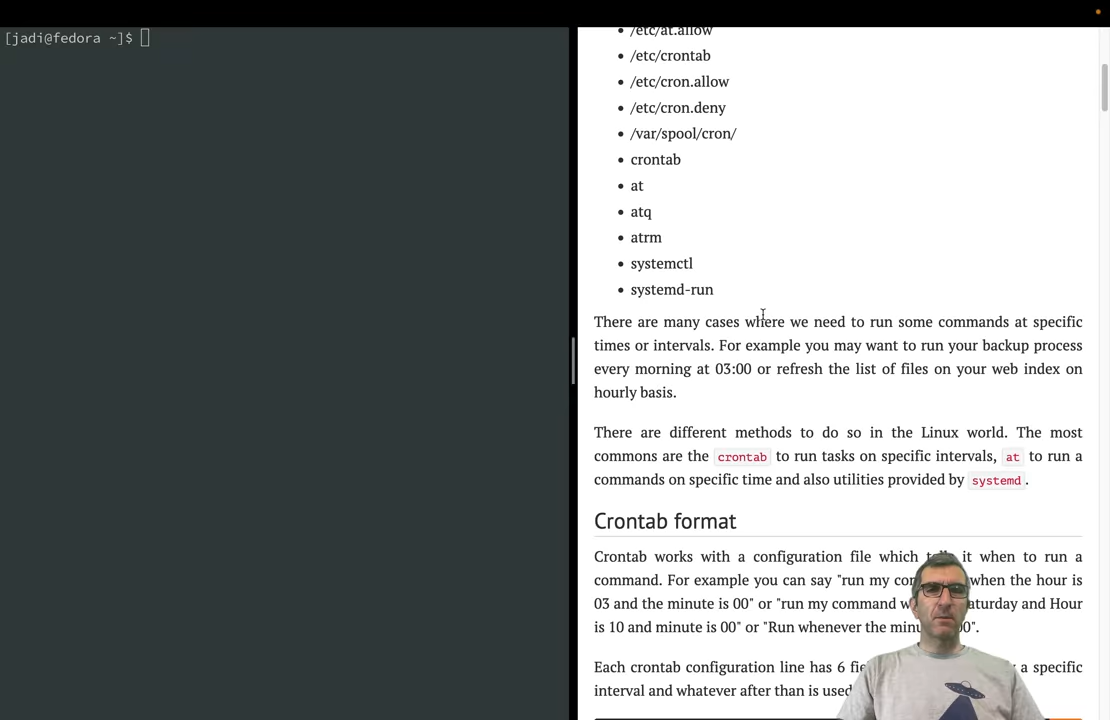 [jadi@fedora ~]$
/etc/at.allow
/etc/crontab
/etc/cron.allow
/etc/cron.deny
/var/spool/cron/
crontab
at
atq
atrm
systemctl
systemd-run
There are many cases where we need to run some commands at specific
times or intervals. For example you may want to run your backup process
every morning at 03:00 or refresh the list of files on your web index on
hourly basis.
There are different methods to do so in the Linux world. The most
commons are the crontab to run tasks on specific intervals, at to run a
commands on specific time and also utilities provided by systemd.
Crontab format
Crontab works with a configuration file which it when to run a
command. For example you can say "run my when the hour is
03 and the minute is 00" or "run my command and Hour
is 10 and minute is 00" or "Run whenever the
Each crontab configuration line has 6 a specific
interval and whatever after than is used